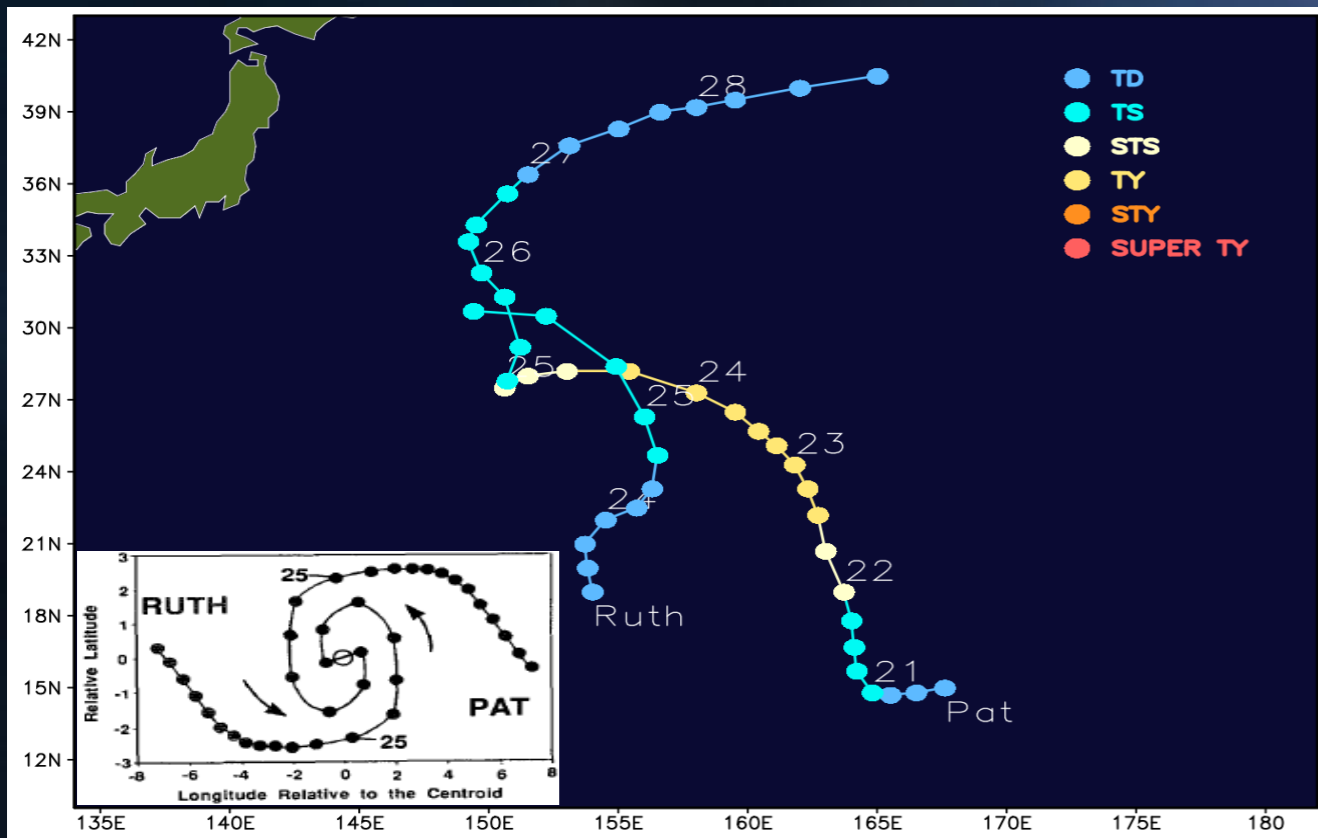 42N
39N
36N
33N
30N
27N
24N
21N
18N
15N
12N
135E 140E 145E 150E 155E 160E 165E 170E 175E 180
TD
TS
STS
TY
STY
SUPER TY
28
27
26
25
24
25
23
24
22
21
Ruth
Pat
3
2
1
0
-1
-2
-3
-8 -6 -4 -2 0 2 4 6 8
Relative Latitude
Longitude Relative to the Centroid
25
RUTH
PAT
25